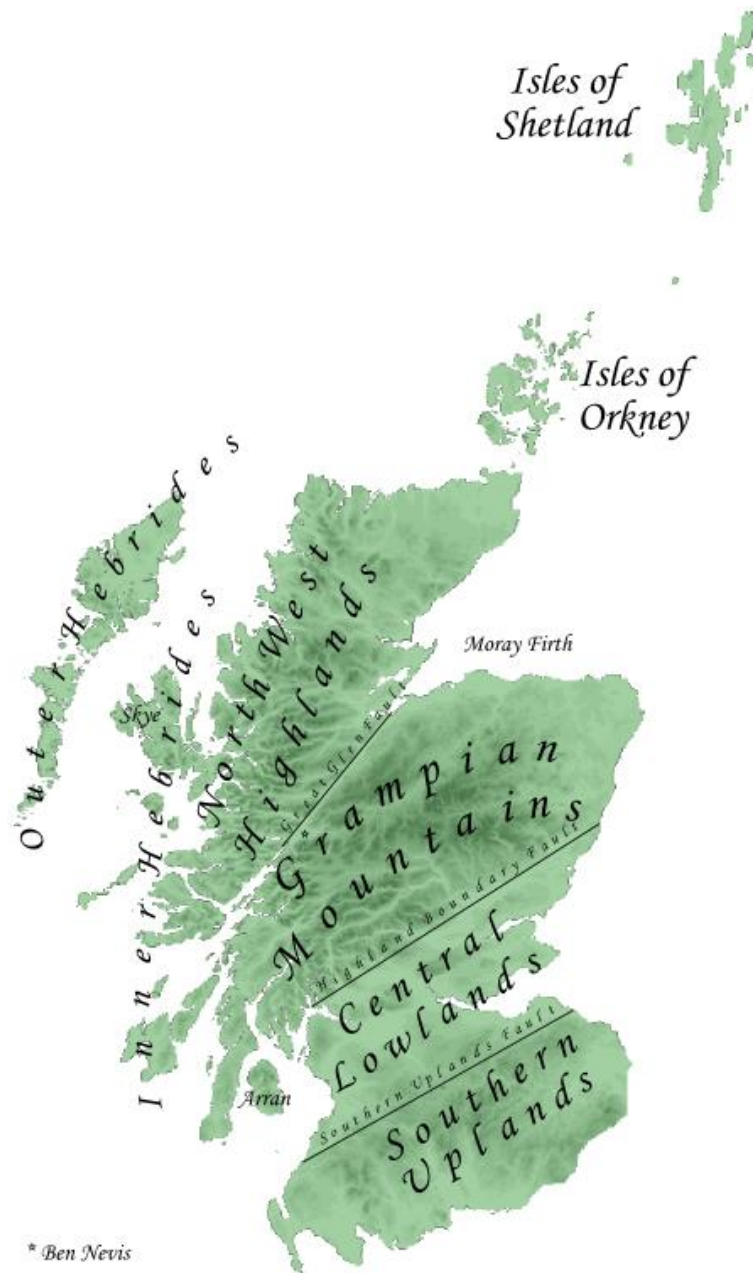 Isles of
Shetland
Isles of
Orkney
Outer Hebrides
Inner Hebrides
North West
Highlands
Moray Firth
Skye
Great Glen Fault
*
Grampian
Mountains
Highland Boundary Fault
Central
Lowlands
Southern Uplands Fault
Southern
Uplands
Arran
* Ben Nevis